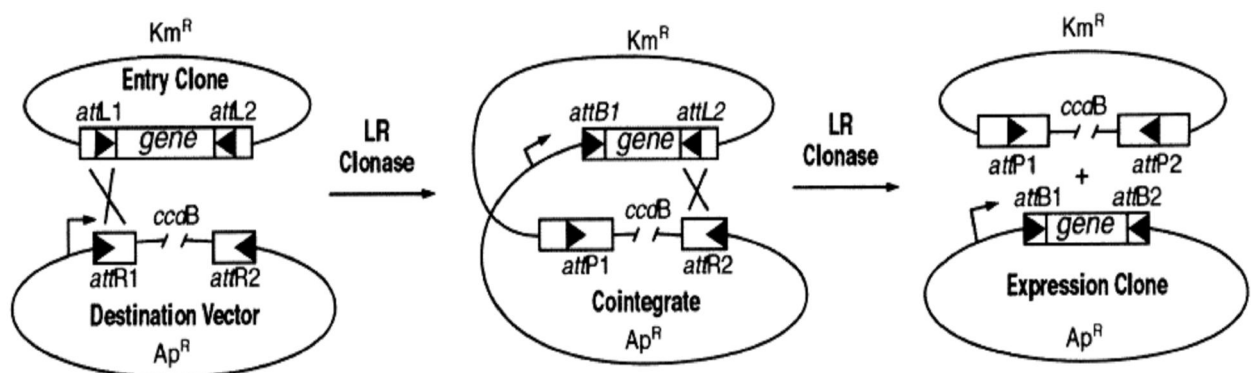 Km^R
Entry Clone
attL1 attL2
gene
ccdB
attR1 attR2
Destination Vector
Ap^R
LR
Clonase
Km^R
attB1 attL2
gene
ccdB
attP1 attR2
Cointegrate
Ap^R
LR
Clonase
ccdB
attP1 attP2
+
attB1 attB2
gene
Expression Clone
Ap^R